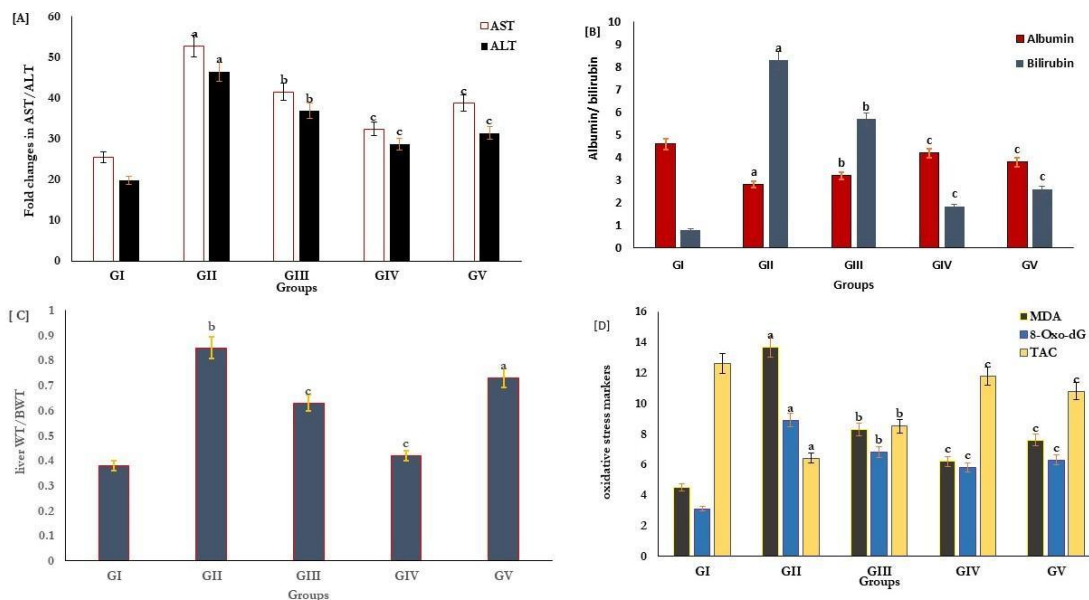 [A]
60
50
40
30
20
10
0
Fold changes in AST/ALT
AST
ALT
a
a
b
b
c
c
c
c
GI GII GIII GIV GV
Groups
[B]
10
9
8
7
6
5
4
3
2
1
0
Albumin/ bilirubin
Albumin
Bilirubin
a
a
b
b
c
c
c
c
GI GII GIII GIV GV
Groups
[ C]
1
0.9
0.8
0.7
0.6
0.5
0.4
0.3
0.2
0.1
0
liver WT/BWT
b
c
c
a
GI GII GIII GIV GV
Groups
[D]
16
14
12
10
8
6
4
2
0
oxidative stress markers
MDA
8-Oxo-dG
TAC
a
a
a
b
b
b
c
c
c
c
c
c
GI GII GIII GIV GV
Groups